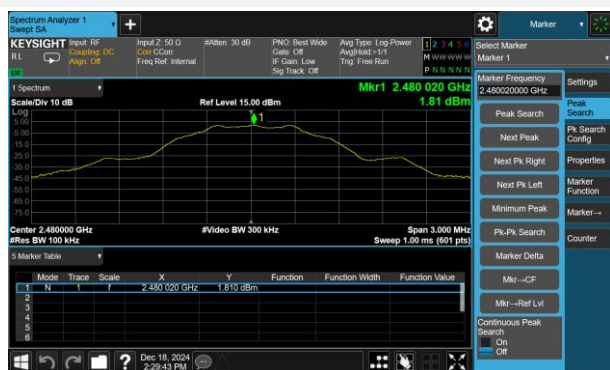 Spectrum Analyzer 1
Swept SA
+
Marker
KEYSIGHT
R L
Input: RF
Coupling: DC
Align: Off
Input Z: 50 Ω
Corr CCorr
Freq Ref: Internal
#Atten: 30 dB
PNO: Best Wide
Gate: Off
IF Gain: Low
Sig Track: Off
Avg Type: Log-Power
Avg|Hold:>1/1
Trig: Free Run
1 2 3 4 5 6
M W W W W W
P N N N N N
Select Marker
Marker 1
1 Spectrum
Scale/Div 10 dB
Ref Level 15.00 dBm
Mkr1 2.480 020 GHz
1.81 dBm
Log
5.00
-5.00
-15.0
-25.0
-35.0
-45.0
-55.0
-65.0
-75.0
1
Center 2.480000 GHz
#Res BW 100 kHz
#Video BW 300 kHz
Span 3.000 MHz
Sweep 1.00 ms (601 pts)
5 Marker Table
Mode Trace Scale X Y Function Function Width Function Value
1 N 1 f 2.480 020 GHz 1.810 dBm
2
3
4
5
6
Marker Frequency
2.480020000 GHz
Peak Search
Next Peak
Next Pk Right
Next Pk Left
Minimum Peak
Pk-Pk Search
Marker Delta
Mkr→CF
Mkr→Ref Lvl
Continuous Peak
Search
On
Off
Settings
Peak
Search
Pk Search
Config
Properties
Marker
Function
Marker→
Counter
?
Dec 18, 2024
2:29:43 PM